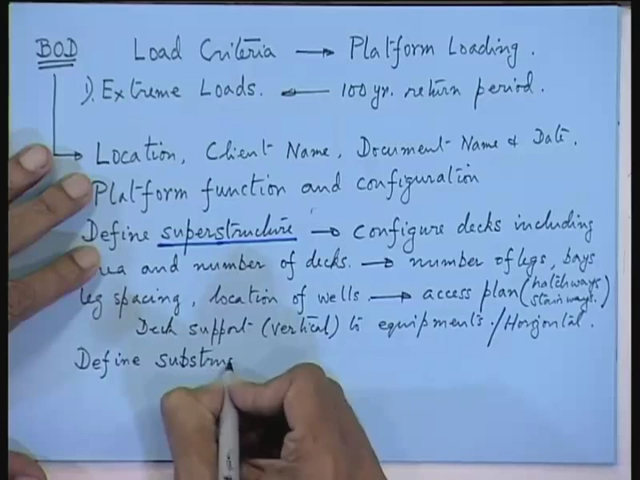 BOD Load Criteria → Platform Loading.
1). Extreme Loads. ← 100 yr. return period.
Location, Client Name, Document Name & Date.
Platform function and configuration
Define superstructure → configure decks including
and number of decks. → number of legs, bays
leg spacing, location of wells → access plan (hatchways stairways.)
Deck support (vertical) to equipments. / Horizontal.
Define substru